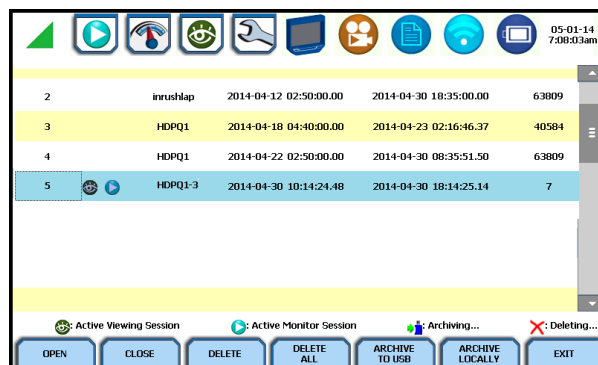 05-01-14
7:08:03am
2 inrushlap 2014-04-12 02:50:00.00 2014-04-30 18:35:00.00 63809
3 HDPQ1 2014-04-18 04:40:00.00 2014-04-23 02:16:46.37 40584
4 HDPQ1 2014-04-22 02:50:00.00 2014-04-30 08:35:51.50 63809
5 HDPQ1-3 2014-04-30 10:14:24.48 2014-04-30 18:14:25.14 7
: Active Viewing Session : Active Monitor Session : Archiving... : Deleting...
OPEN CLOSE DELETE DELETE ALL ARCHIVE TO USB ARCHIVE LOCALLY EXIT